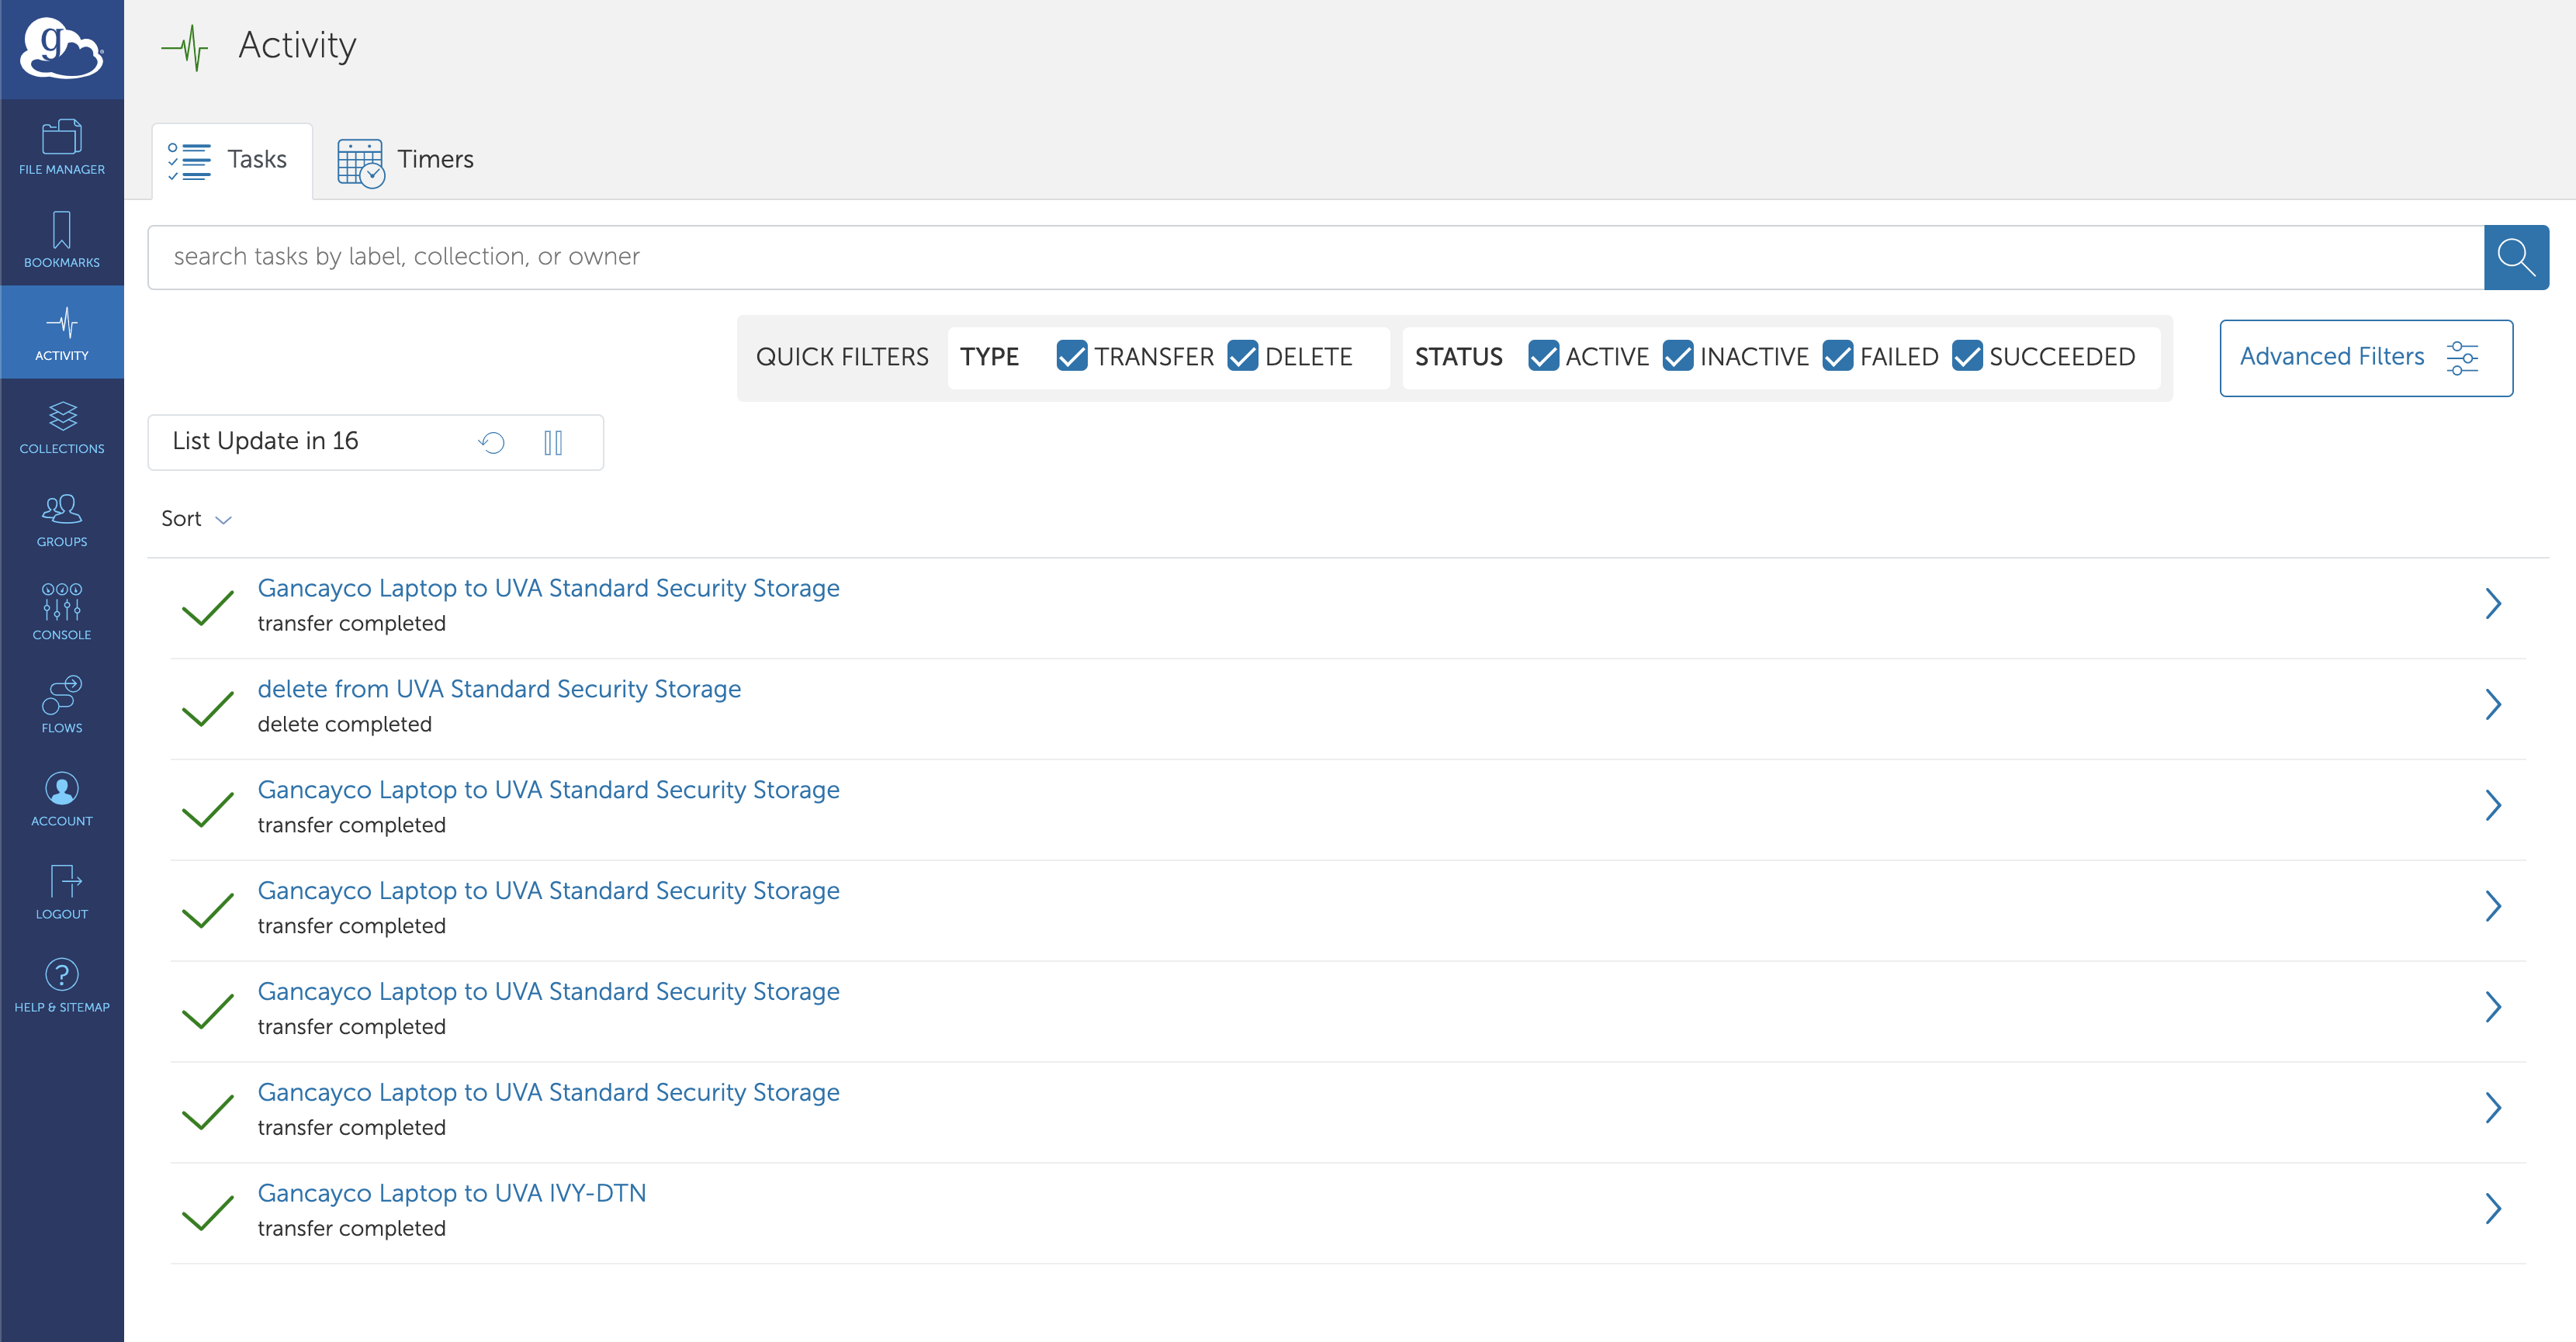 g
Activity
FILE MANAGER
BOOKMARKS
ACTIVITY
COLLECTIONS
GROUPS
CONSOLE
FLOWS
ACCOUNT
LOGOUT
HELP & SITEMAP
Tasks
Timers
search tasks by label, collection, or owner
QUICK FILTERS TYPE TRANSFER DELETE STATUS ACTIVE INACTIVE FAILED SUCCEEDED Advanced Filters
List Update in 16
Sort
Gancayco Laptop to UVA Standard Security Storage
transfer completed
delete from UVA Standard Security Storage
delete completed
Gancayco Laptop to UVA Standard Security Storage
transfer completed
Gancayco Laptop to UVA Standard Security Storage
transfer completed
Gancayco Laptop to UVA Standard Security Storage
transfer completed
Gancayco Laptop to UVA Standard Security Storage
transfer completed
Gancayco Laptop to UVA IVY-DTN
transfer completed